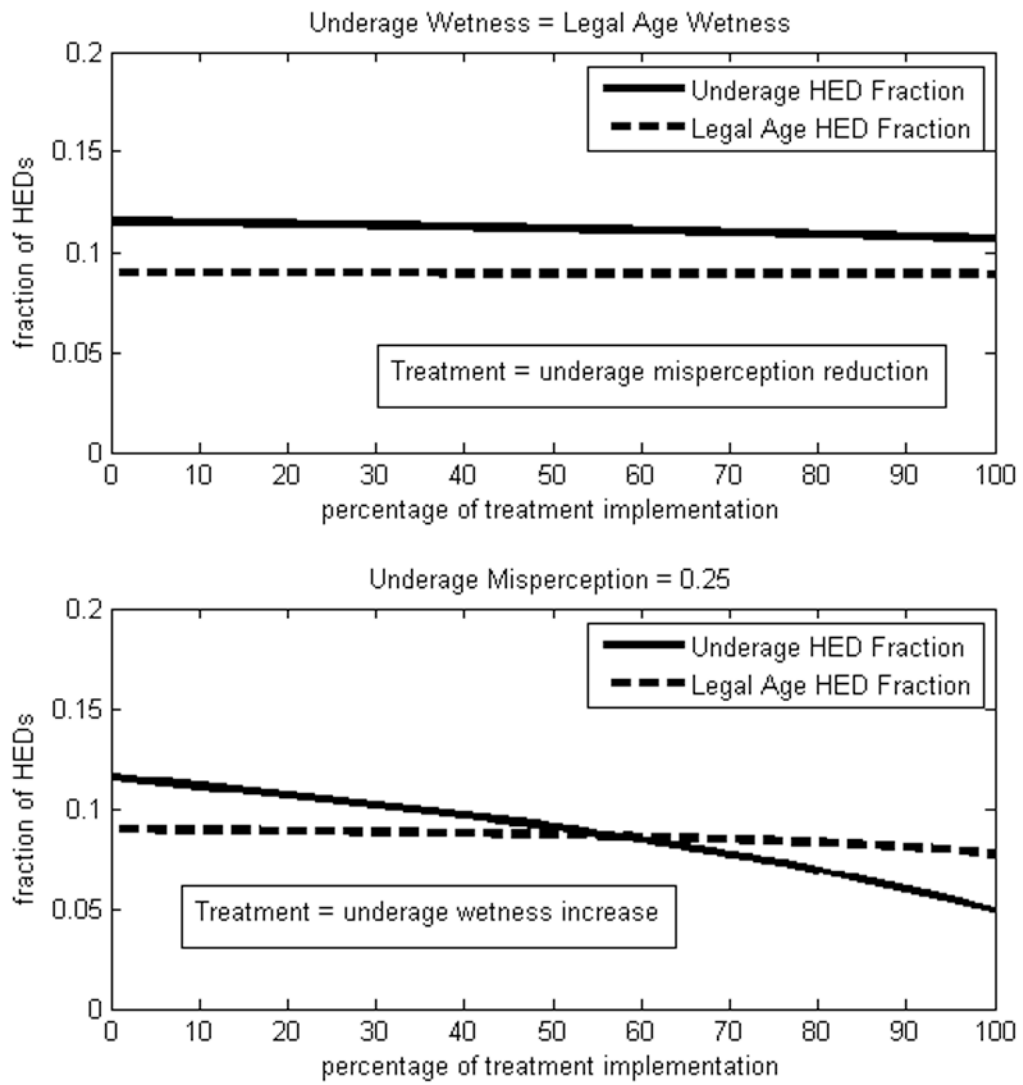 Underage Wetness = Legal Age Wetness
0.2
Underage HED Fraction
Legal Age HED Fraction
0.15
fraction of HEDs
0.1
0.05
Treatment = underage misperception reduction
0
0 10 20 30 40 50 60 70 80 90 100
percentage of treatment implementation
Underage Misperception = 0.25
0.2
Underage HED Fraction
Legal Age HED Fraction
0.15
fraction of HEDs
0.1
0.05
Treatment = underage wetness increase
0
0 10 20 30 40 50 60 70 80 90 100
percentage of treatment implementation